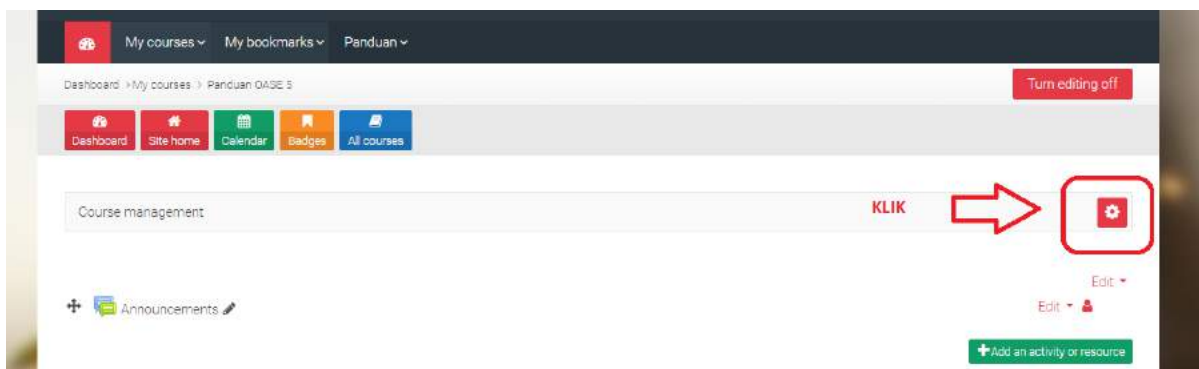 My courses My bookmarks Panduan
Dashboard > My courses > Panduan OASE 5
Turn editing off
Dashboard Site home Calendar Badges All courses
Course management
KLIK
Edit
Announcements
Edit
Add an activity or resource